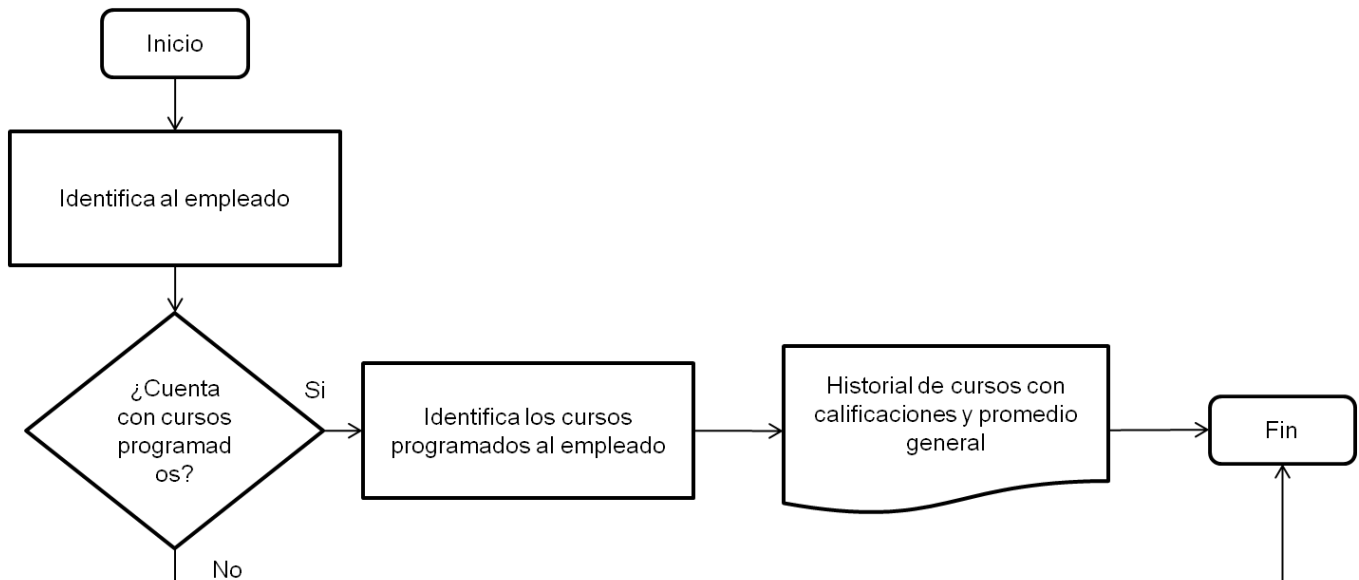 Inicio
Identifica al empleado
¿Cuenta
con cursos
programad
os?
Si
Identifica los cursos
programados al empleado
Historial de cursos con
calificaciones y promedio
general
Fin
No